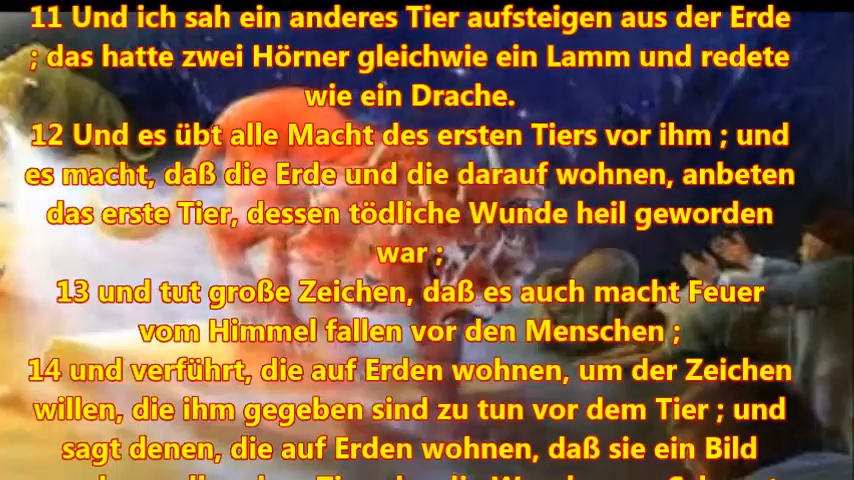 11 Und ich sah ein anderes Tier aufsteigen aus der Erde
; das hatte zwei Hörner gleichwie ein Lamm und redete
wie ein Drache.
12 Und es übt alle Macht des ersten Tiers vor ihm ; und
es macht, daß die Erde und die darauf wohnen, anbeten
das erste Tier, dessen tödliche Wunde heil geworden
war ;
13 und tut große Zeichen, daß es auch macht Feuer
vom Himmel fallen vor den Menschen ;
14 und verführt, die auf Erden wohnen, um der Zeichen
willen, die ihm gegeben sind zu tun vor dem Tier ; und
sagt denen, die auf Erden wohnen, daß sie ein Bild